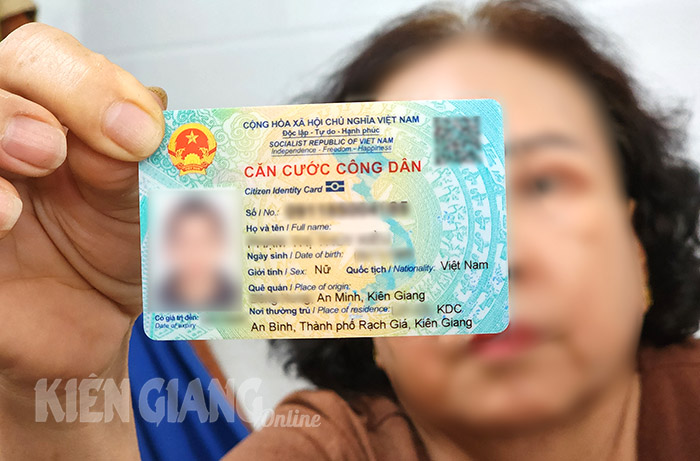 CỘNG HÒA XÃ HỘI CHỦ NGHĨA VIỆT NAM
Độc lập - Tự do - Hạnh phúc
SOCIALIST REPUBLIC OF VIET NAM
Independence - Freedom - Happiness
CĂN CƯỚC CÔNG DÂN
Citizen Identity Card
Số / No.:
Họ và tên / Full name:
Ngày sinh / Date of birth:
Giới tính / Sex: Nữ Quốc tịch / Nationality: Việt Nam
Quê quán / Place of origin:
An Minh, Kiên Giang
Nơi thường trú / Place of residence: KDC
An Bình, Thành phố Rạch Giá, Kiên Giang
Có giá trị đến:
Date of expiry
KIÊN GIANG Online